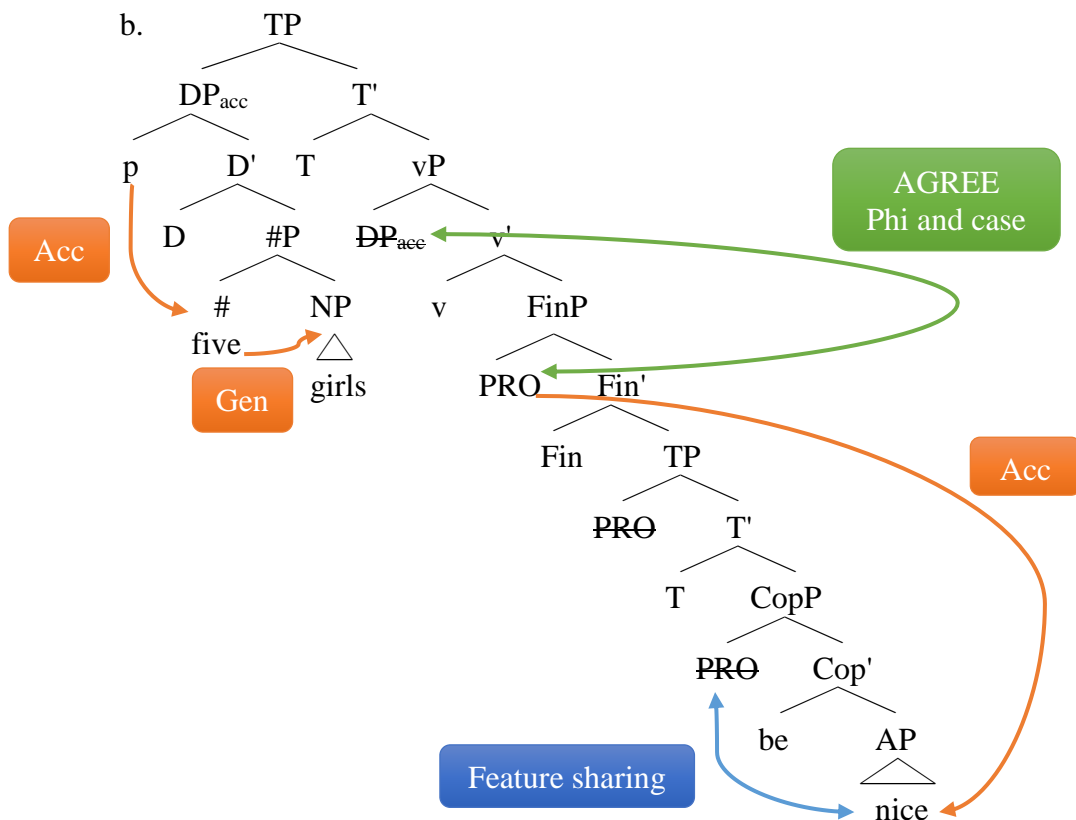 b. TP
DPacc T'
p D' T vP
AGREE
Phi and case
Acc
D #P DPacc v'
# NP v FinP
five
Gen
girls PRO Fin'
Fin TP
Acc
PRO T'
T CopP
PRO Cop'
be AP
Feature sharing
nice